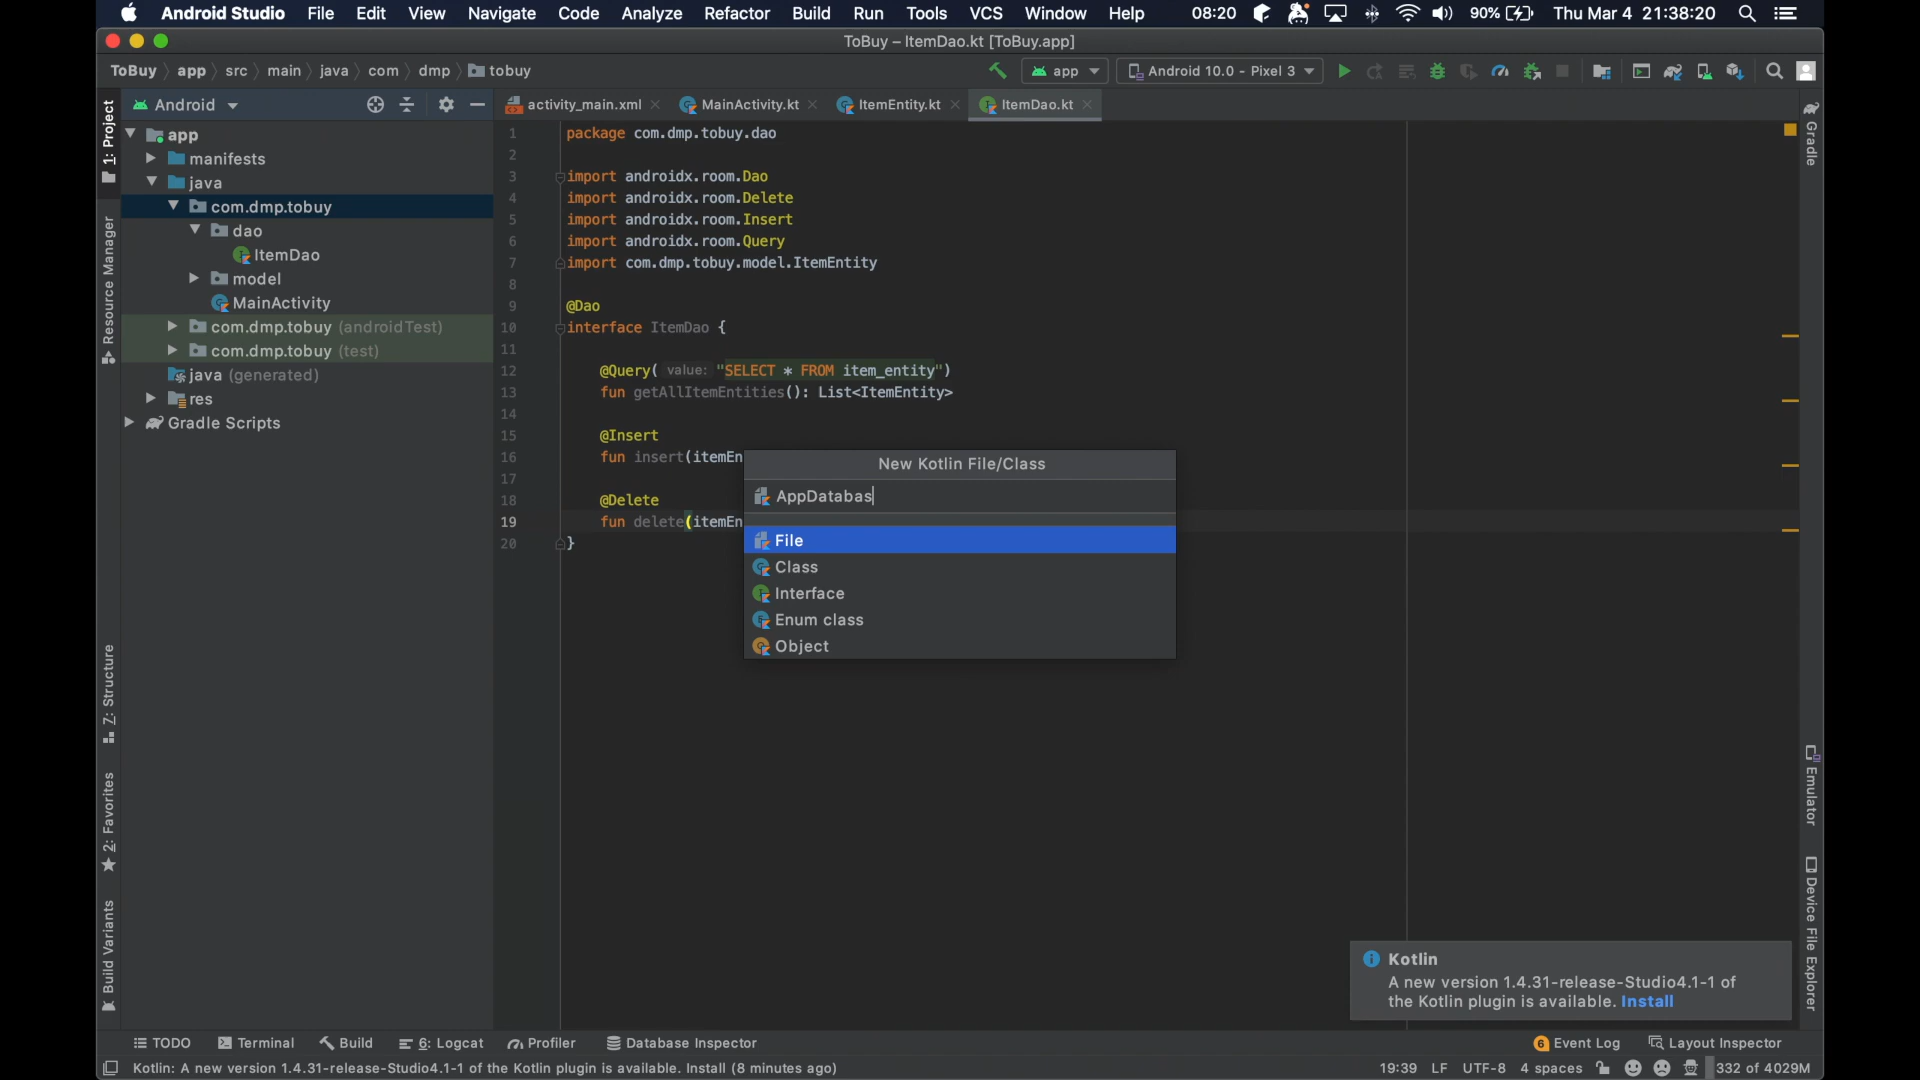 Android Studio File Edit View Navigate Code Analyze Refactor Build Run Tools VCS Window Help 08:20 90% Thu Mar 4 21:38:20
ToBuy – ItemDao.kt [ToBuy.app]
ToBuy app src main java com dmp tobuy app Android 10.0 - Pixel 3
Android activity_main.xml MainActivity.kt ItemEntity.kt ItemDao.kt
1: Project
Resource Manager
Z: Structure
2: Favorites
Build Variants
app
manifests
java
com.dmp.tobuy
dao
ItemDao
model
MainActivity
com.dmp.tobuy (androidTest)
com.dmp.tobuy (test)
java (generated)
res
Gradle Scripts
1 package com.dmp.tobuy.dao
2
3 import androidx.room.Dao
4 import androidx.room.Delete
5 import androidx.room.Insert
6 import androidx.room.Query
7 import com.dmp.tobuy.model.ItemEntity
8
9 @Dao
10 interface ItemDao {
11
12 @Query( value: "SELECT * FROM item_entity")
13 fun getAllItemEntities(): List<ItemEntity>
14
15 @Insert
16 fun insert(itemEn
17
18 @Delete
19 fun delete(itemEn
20 }
New Kotlin File/Class
AppDatabas
File
Class
Interface
Enum class
Object
Gradle
Emulator
Device File Explorer
Kotlin
A new version 1.4.31-release-Studio4.1-1 of
the Kotlin plugin is available. Install
TODO Terminal Build 6: Logcat Profiler Database Inspector 6 Event Log Layout Inspector
Kotlin: A new version 1.4.31-release-Studio4.1-1 of the Kotlin plugin is available. Install (8 minutes ago) 19:39 LF UTF-8 4 spaces 332 of 4029M